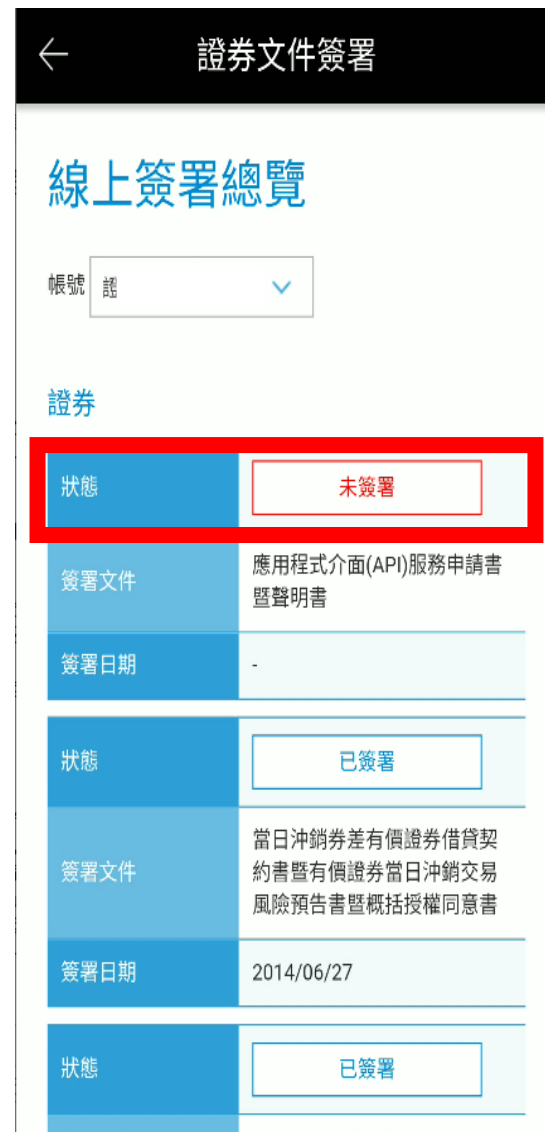 證券文件簽署
線上簽署總覽
帳號
證券
狀態
未簽署
簽署文件
應用程式介面(API)服務申請書
暨聲明書
簽署日期
-
狀態
已簽署
簽署文件
當日沖銷券差有價證券借貸契
約書暨有價證券當日沖銷交易
風險預告書暨概括授權同意書
簽署日期
2014/06/27
狀態
已簽署